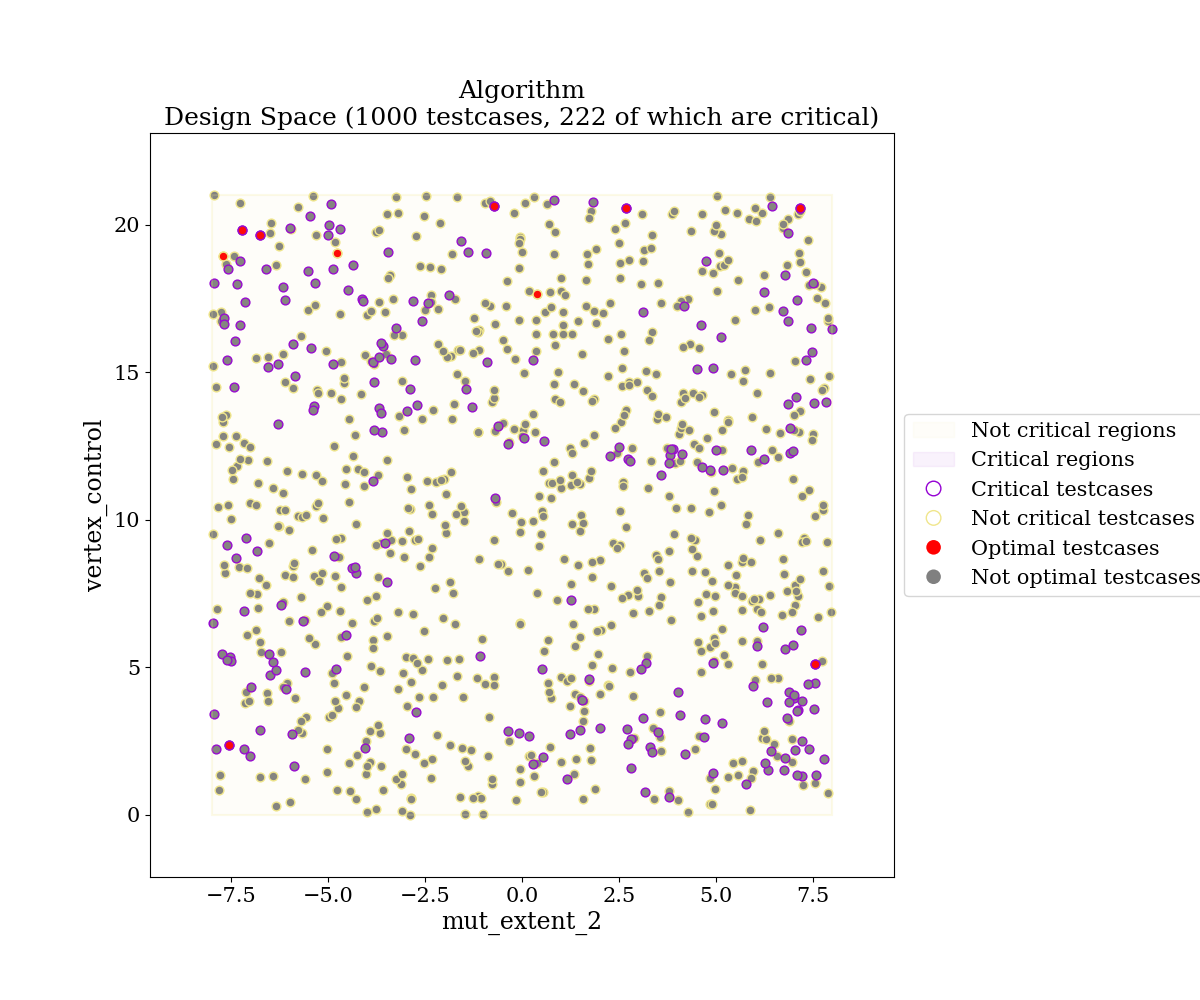 Algorithm
Design Space (1000 testcases, 222 of which are critical)
20
15
10
5
0
vertex_control
−7.5
−5.0
−2.5
0.0
2.5
5.0
7.5
mut_extent_2
Not critical regions
Critical regions
Critical testcases
Not critical testcases
Optimal testcases
Not optimal testcases